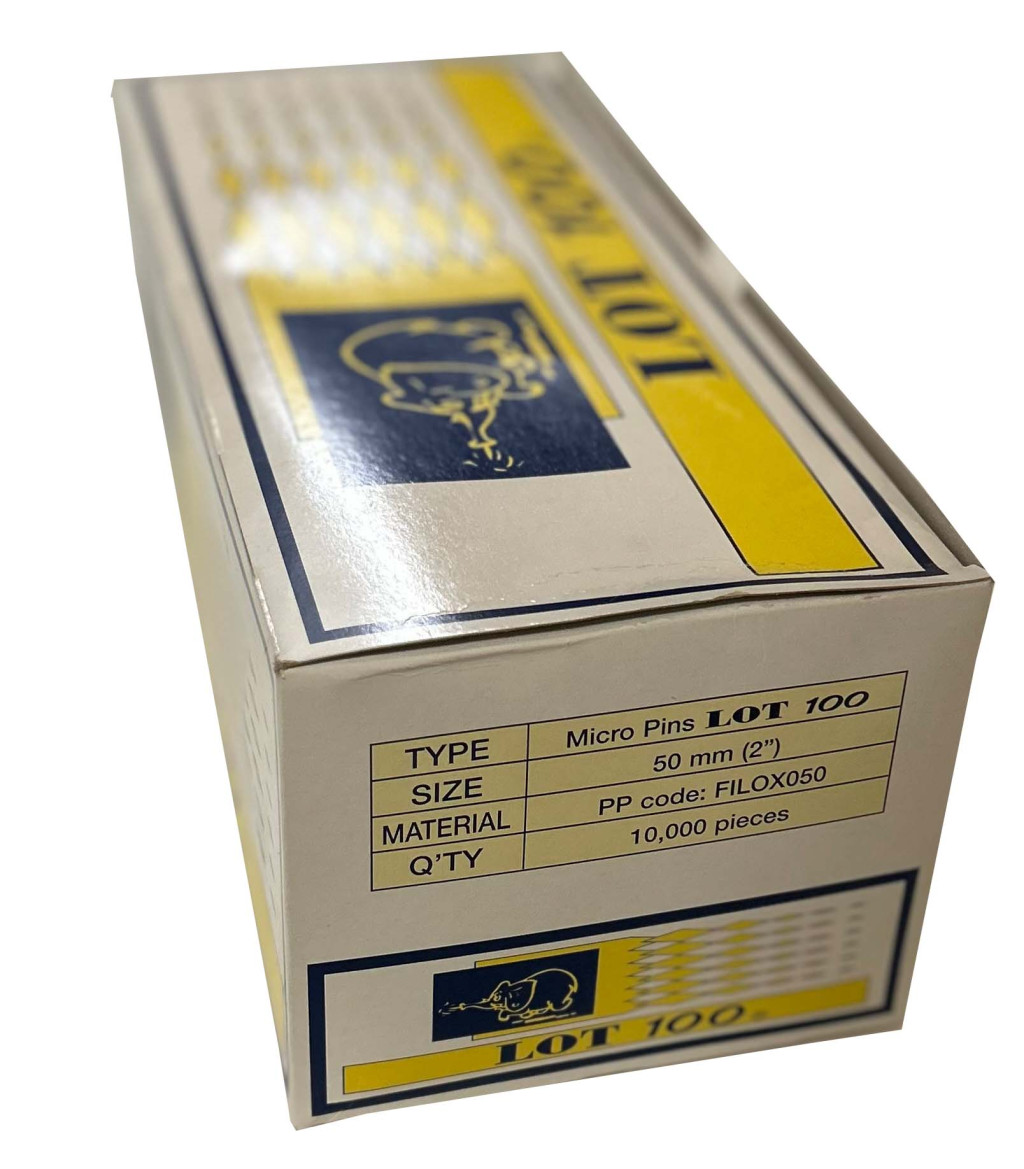 LOT 100
TYPE Micro Pins LOT 100
SIZE 50 mm (2”)
MATERIAL PP code: FILOX050
Q’TY 10,000 pieces
LOT 100